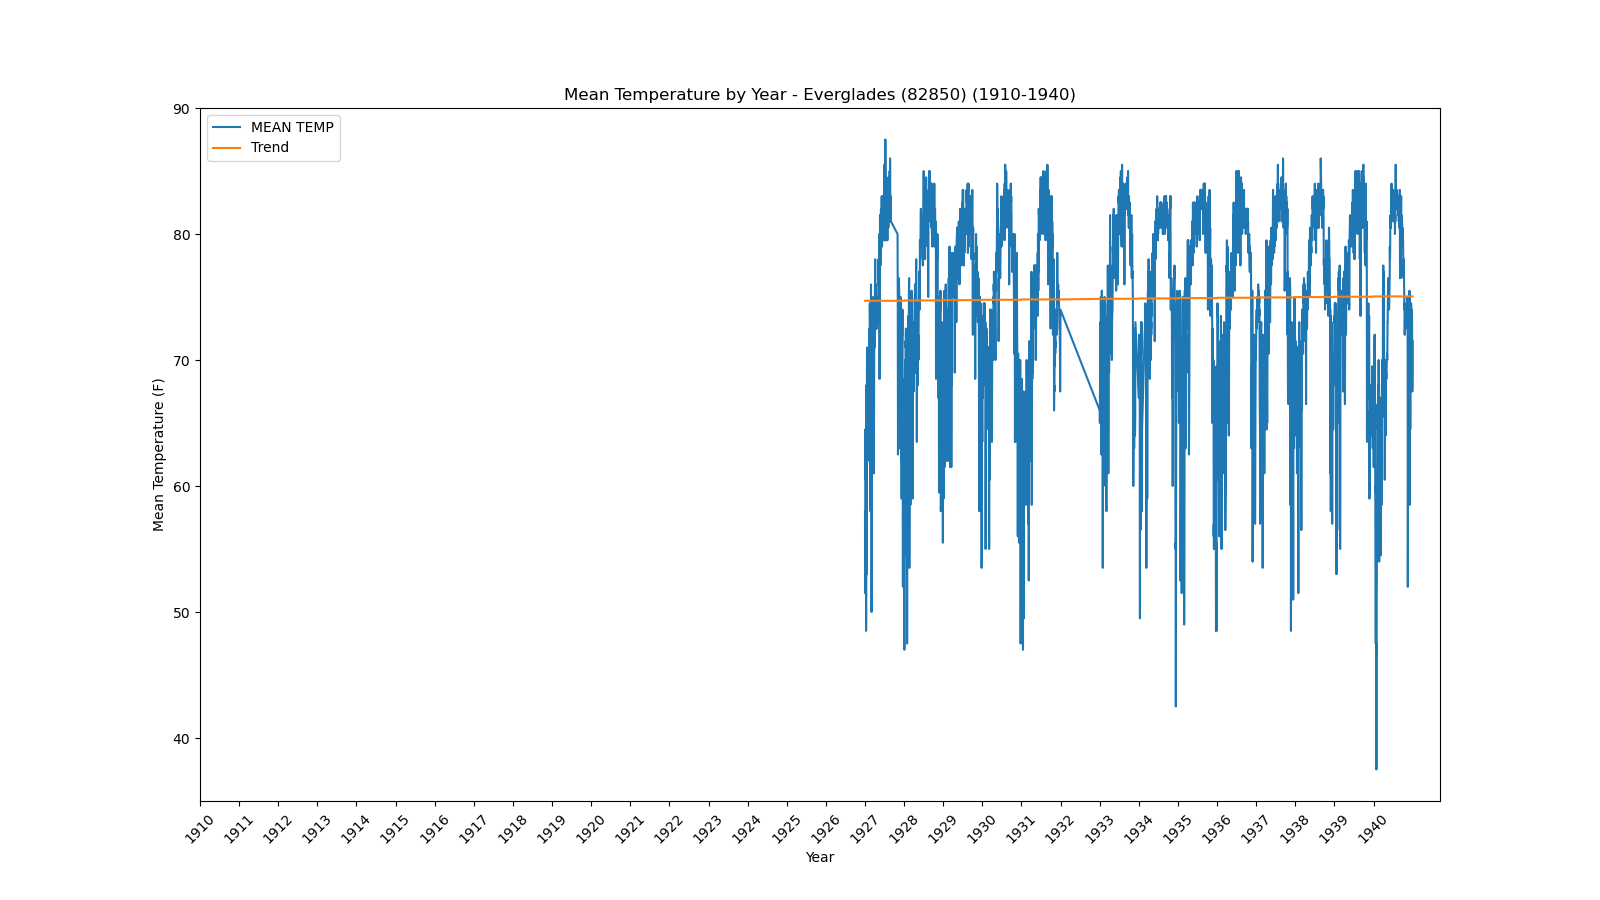 Mean Temperature by Year - Everglades (82850) (1910-1940)
MEAN TEMP
Trend
90
80
70
60
50
40
Mean Temperature (F)
1910 1911 1912 1913 1914 1915 1916 1917 1918 1919 1920 1921 1922 1923 1924 1925 1926 1927 1928 1929 1930 1931 1932 1933 1934 1935 1936 1937 1938 1939 1940
Year